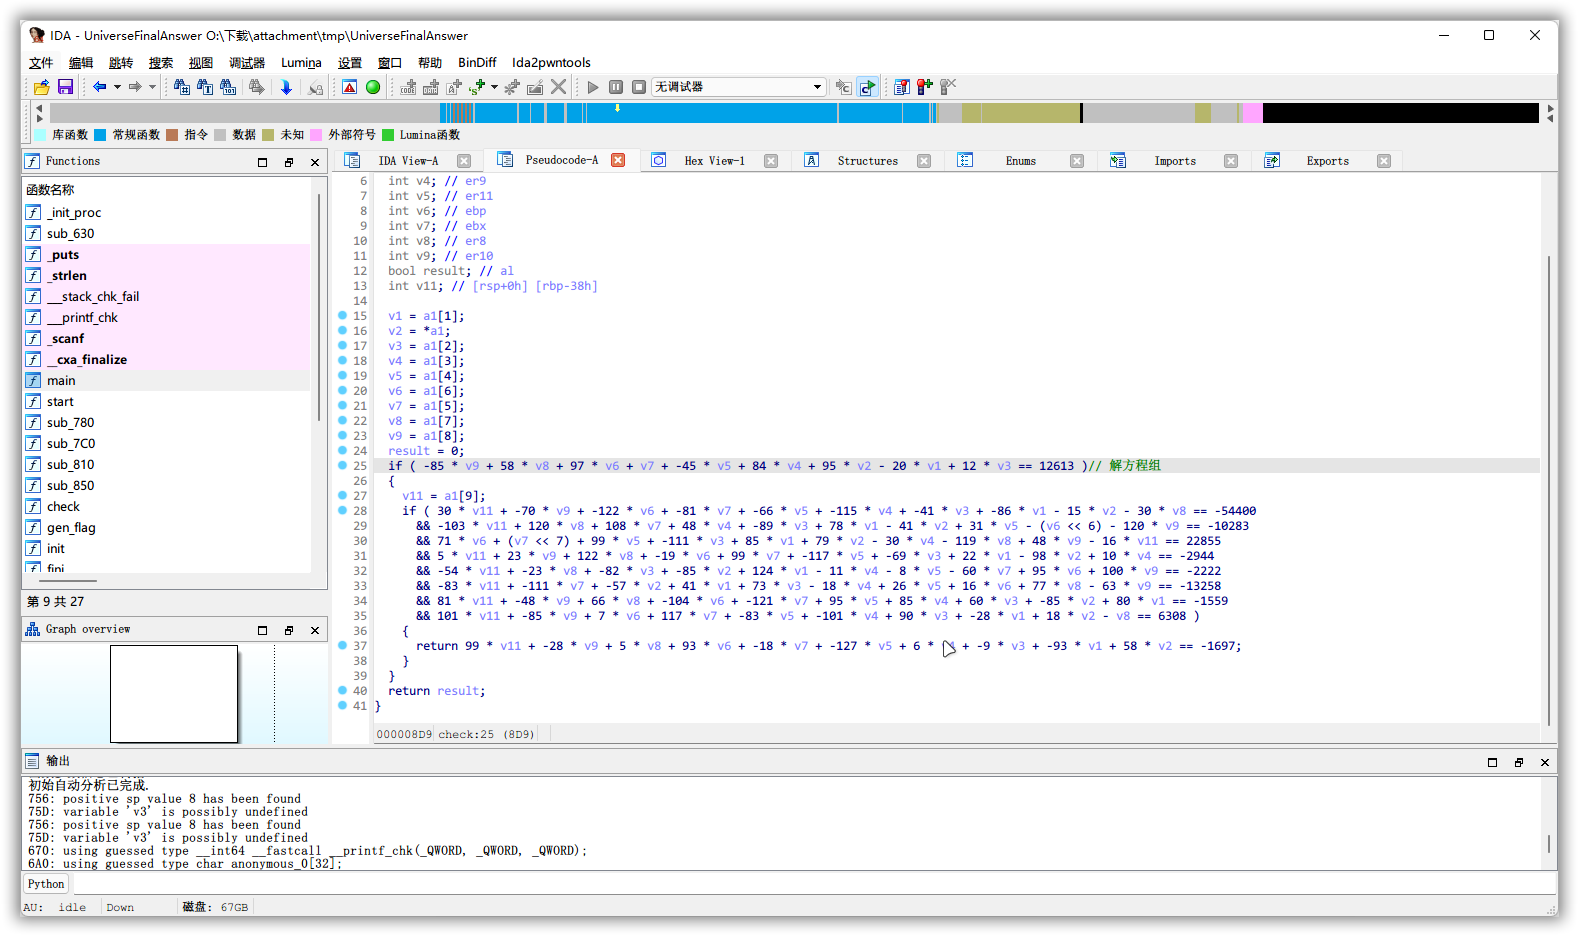 IDA - UniverseFinalAnswer O:\下载\attachment\tmp\UniverseFinalAnswer
文件 编辑 跳转 搜索 视图 调试器 Lumina 设置 窗口 帮助 BinDiff Ida2pwntools
无调试器
库函数 常规函数 指令 数据 未知 外部符号 Lumina函数
Functions
IDA View-A Pseudocode-A Hex View-1 Structures Enums Imports Exports
函数名称
_init_proc
sub_630
_puts
_strlen
__stack_chk_fail
__printf_chk
_scanf
__cxa_finalize
main
start
sub_780
sub_7C0
sub_810
sub_850
check
gen_flag
init
fini
第 9 共 27
Graph overview
6 int v4; // er9
7 int v5; // er11
8 int v6; // ebp
9 int v7; // ebx
10 int v8; // er8
11 int v9; // er10
12 bool result; // al
13 int v11; // [rsp+0h] [rbp-38h]
14
15 v1 = a1[1];
16 v2 = *a1;
17 v3 = a1[2];
18 v4 = a1[3];
19 v5 = a1[4];
20 v6 = a1[6];
21 v7 = a1[5];
22 v8 = a1[7];
23 v9 = a1[8];
24 result = 0;
25 if ( -85 * v9 + 58 * v8 + 97 * v6 + v7 + -45 * v5 + 84 * v4 + 95 * v2 - 20 * v1 + 12 * v3 == 12613 )// 解方程组
26 {
27 v11 = a1[9];
28 if ( 30 * v11 + -70 * v9 + -122 * v6 + -81 * v7 + -66 * v5 + -115 * v4 + -41 * v3 + -86 * v1 - 15 * v2 - 30 * v8 == -54400
29 && -103 * v11 + 120 * v8 + 108 * v7 + 48 * v4 + -89 * v3 + 78 * v1 - 41 * v2 + 31 * v5 - (v6 << 6) - 120 * v9 == -10283
30 && 71 * v6 + (v7 << 7) + 99 * v5 + -111 * v3 + 85 * v1 + 79 * v2 - 30 * v4 - 119 * v8 + 48 * v9 - 16 * v11 == 22855
31 && 5 * v11 + 23 * v9 + 122 * v8 + -19 * v6 + 99 * v7 + -117 * v5 + -69 * v3 + 22 * v1 - 98 * v2 + 10 * v4 == -2944
32 && -54 * v11 + -23 * v8 + -82 * v3 + -85 * v2 + 124 * v1 - 11 * v4 - 8 * v5 - 60 * v7 + 95 * v6 + 100 * v9 == -2222
33 && -83 * v11 + -111 * v7 + -57 * v2 + 41 * v1 + 73 * v3 - 18 * v4 + 26 * v5 + 16 * v6 + 77 * v8 - 63 * v9 == -13258
34 && 81 * v11 + -48 * v9 + 66 * v8 + -104 * v6 + -121 * v7 + 95 * v5 + 85 * v4 + 60 * v3 + -85 * v2 + 80 * v1 == -1559
35 && 101 * v11 + -85 * v9 + 7 * v6 + 117 * v7 + -83 * v5 + -101 * v4 + 90 * v3 + -28 * v1 + 18 * v2 - v8 == 6308 )
36 {
37 return 99 * v11 + -28 * v9 + 5 * v8 + 93 * v6 + -18 * v7 + -127 * v5 + 6 * + -9 * v3 + -93 * v1 + 58 * v2 == -1697;
38 }
39 }
40 return result;
41 }
000008D9 check:25 (8D9)
输出
初始自动分析已完成.
756: positive sp value 8 has been found
75D: variable 'v3' is possibly undefined
756: positive sp value 8 has been found
75D: variable 'v3' is possibly undefined
670: using guessed type __int64 __fastcall __printf_chk(_QWORD, _QWORD, _QWORD);
6A0: using guessed type char anonymous_0[32];
Python
AU: idle Down 磁盘: 67GB